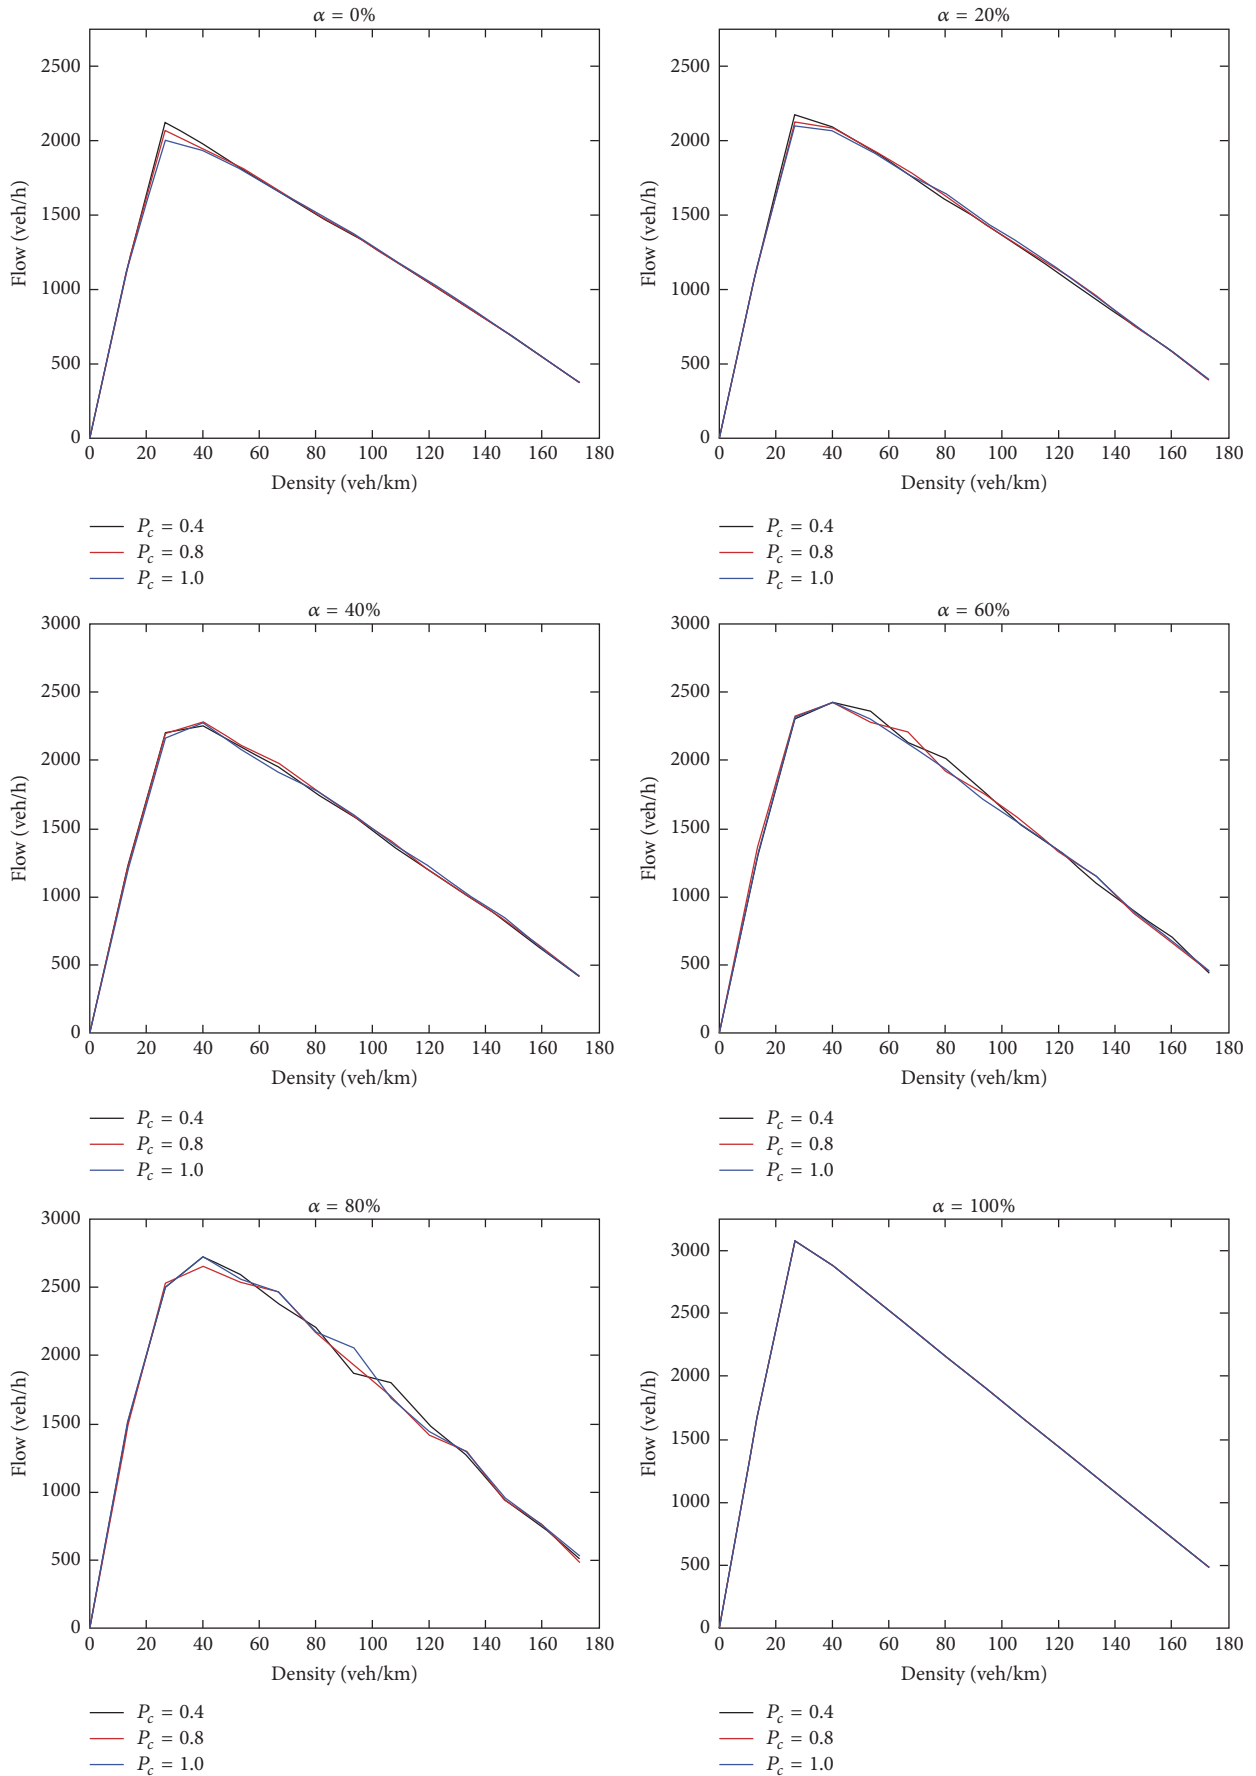 α = 0%
2500
2000
1500
1000
500
0
Flow (veh/h)
0 20 40 60 80 100 120 140 160 180
Density (veh/km)
P_c = 0.4
P_c = 0.8
P_c = 1.0
α = 20%
2500
2000
1500
1000
500
0
Flow (veh/h)
0 20 40 60 80 100 120 140 160 180
Density (veh/km)
P_c = 0.4
P_c = 0.8
P_c = 1.0
α = 40%
3000
2500
2000
1500
1000
500
0
Flow (veh/h)
0 20 40 60 80 100 120 140 160 180
Density (veh/km)
P_c = 0.4
P_c = 0.8
P_c = 1.0
α = 60%
3000
2500
2000
1500
1000
500
0
Flow (veh/h)
0 20 40 60 80 100 120 140 160 180
Density (veh/km)
P_c = 0.4
P_c = 0.8
P_c = 1.0
α = 80%
3000
2500
2000
1500
1000
500
0
Flow (veh/h)
0 20 40 60 80 100 120 140 160 180
Density (veh/km)
P_c = 0.4
P_c = 0.8
P_c = 1.0
α = 100%
3000
2500
2000
1500
1000
500
0
Flow (veh/h)
0 20 40 60 80 100 120 140 160 180
Density (veh/km)
P_c = 0.4
P_c = 0.8
P_c = 1.0